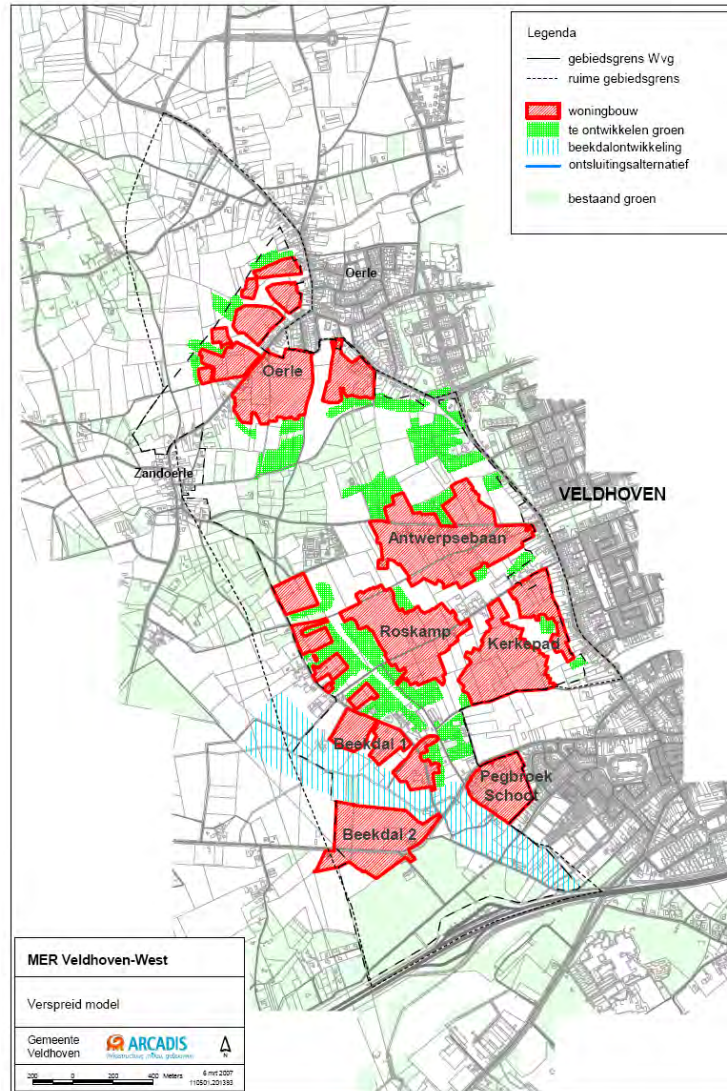 Legenda
gebiedsgrens Wvg
ruime gebiedsgrens
woningbouw
te ontwikkelen groen
beekdalontwikkeling
ontsluitingsalternatief
bestaand groen
Oerle
Oerle
Zandoerle
VELDHOVEN
Antwerpsebaan
Roskamp
Kerkepad
Beekdal 1
Pegbroek
Schoot
Beekdal 2
MER Veldhoven-West
Verspreid model
Gemeente
Veldhoven
ARCADIS
N
200 0 200 400 Meters
6 mrt 2007
110501.201393